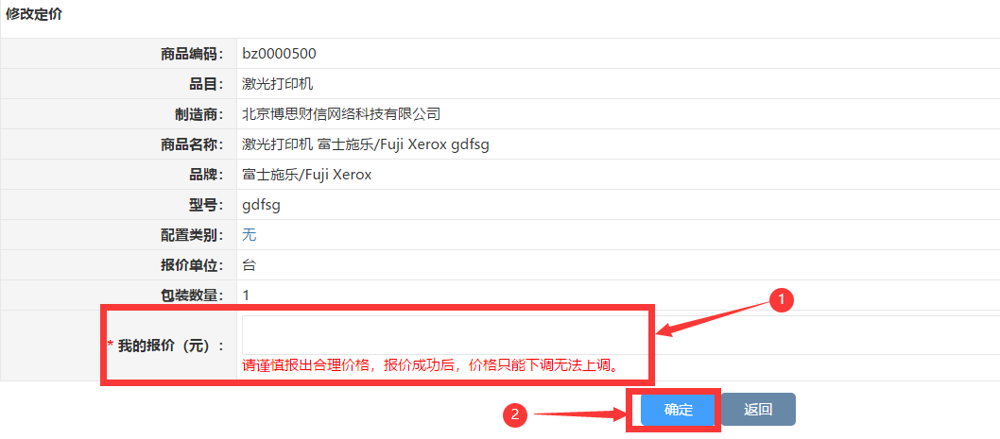 修改定价
商品编码： bz0000500
品目： 激光打印机
制造商： 北京博思财信网络科技有限公司
商品名称： 激光打印机 富士施乐/Fuji Xerox gdfsg
品牌： 富士施乐/Fuji Xerox
型号： gdfsg
配置类别： 无
报价单位： 台
包装数量： 1
1
* 我的报价（元）：
请谨慎报出合理价格，报价成功后，价格只能下调无法上调。
2 确定 返回